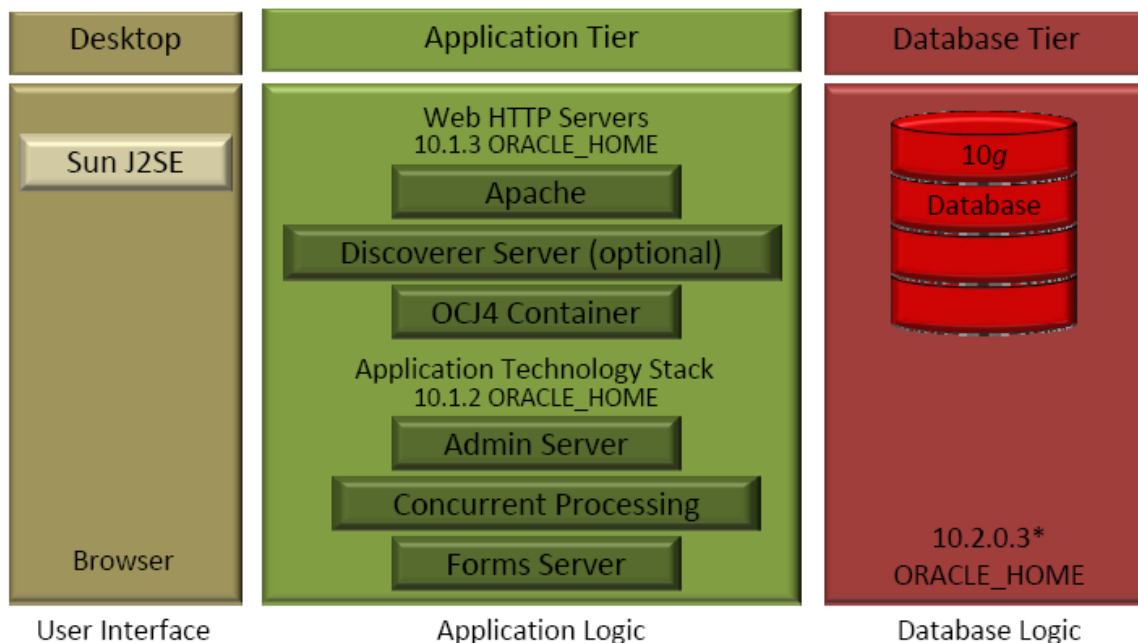 Desktop
Application Tier
Database Tier
Sun J2SE
Browser
Web HTTP Servers
10.1.3 ORACLE_HOME
Apache
Discoverer Server (optional)
OCJ4 Container
Application Technology Stack
10.1.2 ORACLE_HOME
Admin Server
Concurrent Processing
Forms Server
10g
Database
10.2.0.3*
ORACLE_HOME
User Interface
Application Logic
Database Logic